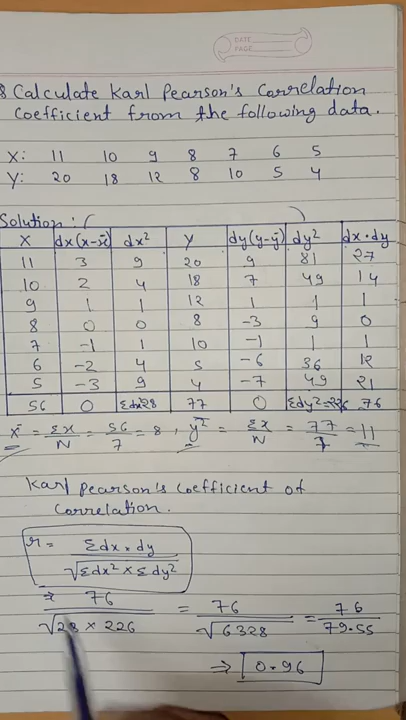 DATE
PAGE
8 Calculate Karl Pearson's Correlation
Coefficient from the following data.
X: 11 10 9 8 7 6 5
Y: 20 18 12 8 10 5 4
Solution : (                    )
X dx(x-x̄) dx² Y dy(y-ȳ) dy² dx·dy
11 3 9 20 9 81 27
10 2 4 18 7 49 14
9 1 1 12 1 1 1
8 0 0 8 -3 9 0
7 -1 1 10 -1 1 1
6 -2 4 5 -6 36 12
5 -3 9 4 -7 49 21
56 0 Σdx²28 77 0 Σdy²=226 76
x̄ = Σx/N = 56/7 = 8 , ȳ = Σx/N = 77/7 = 11
Karl Pearson's Coefficient of
Correlation.
r = Σdx×dy / √Σdx² × Σdy²
⇒ 76 / √28 × 226 = 76 / √6328 = 76 / 79.55
⇒ 0.96